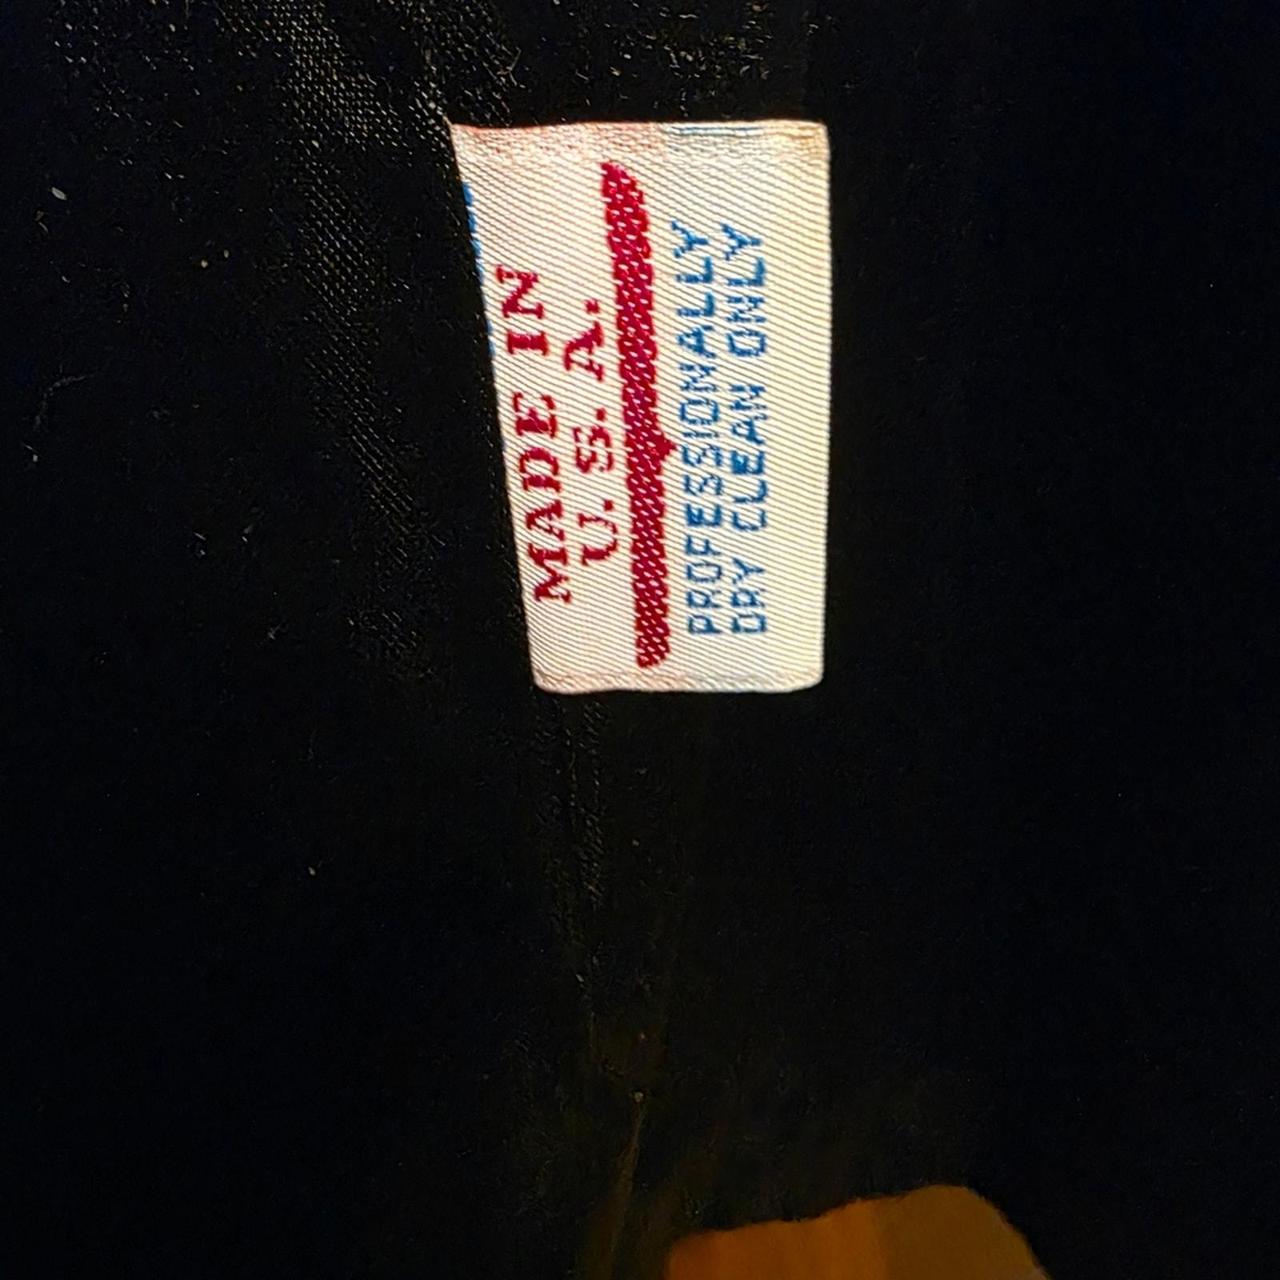 MADE IN
U. S. A.
PROFESSIONALLY
DRY CLEAN ONLY